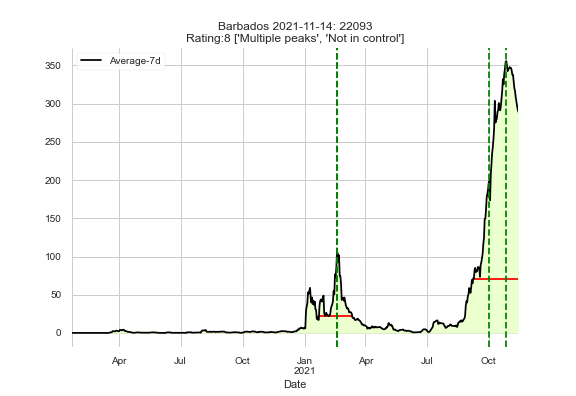 Barbados 2021-11-14: 22093
Rating:8 ['Multiple peaks', 'Not in control']
Average-7d
350
300
250
200
150
100
50
0
Apr Jul Oct Jan Apr Jul Oct
2021
Date